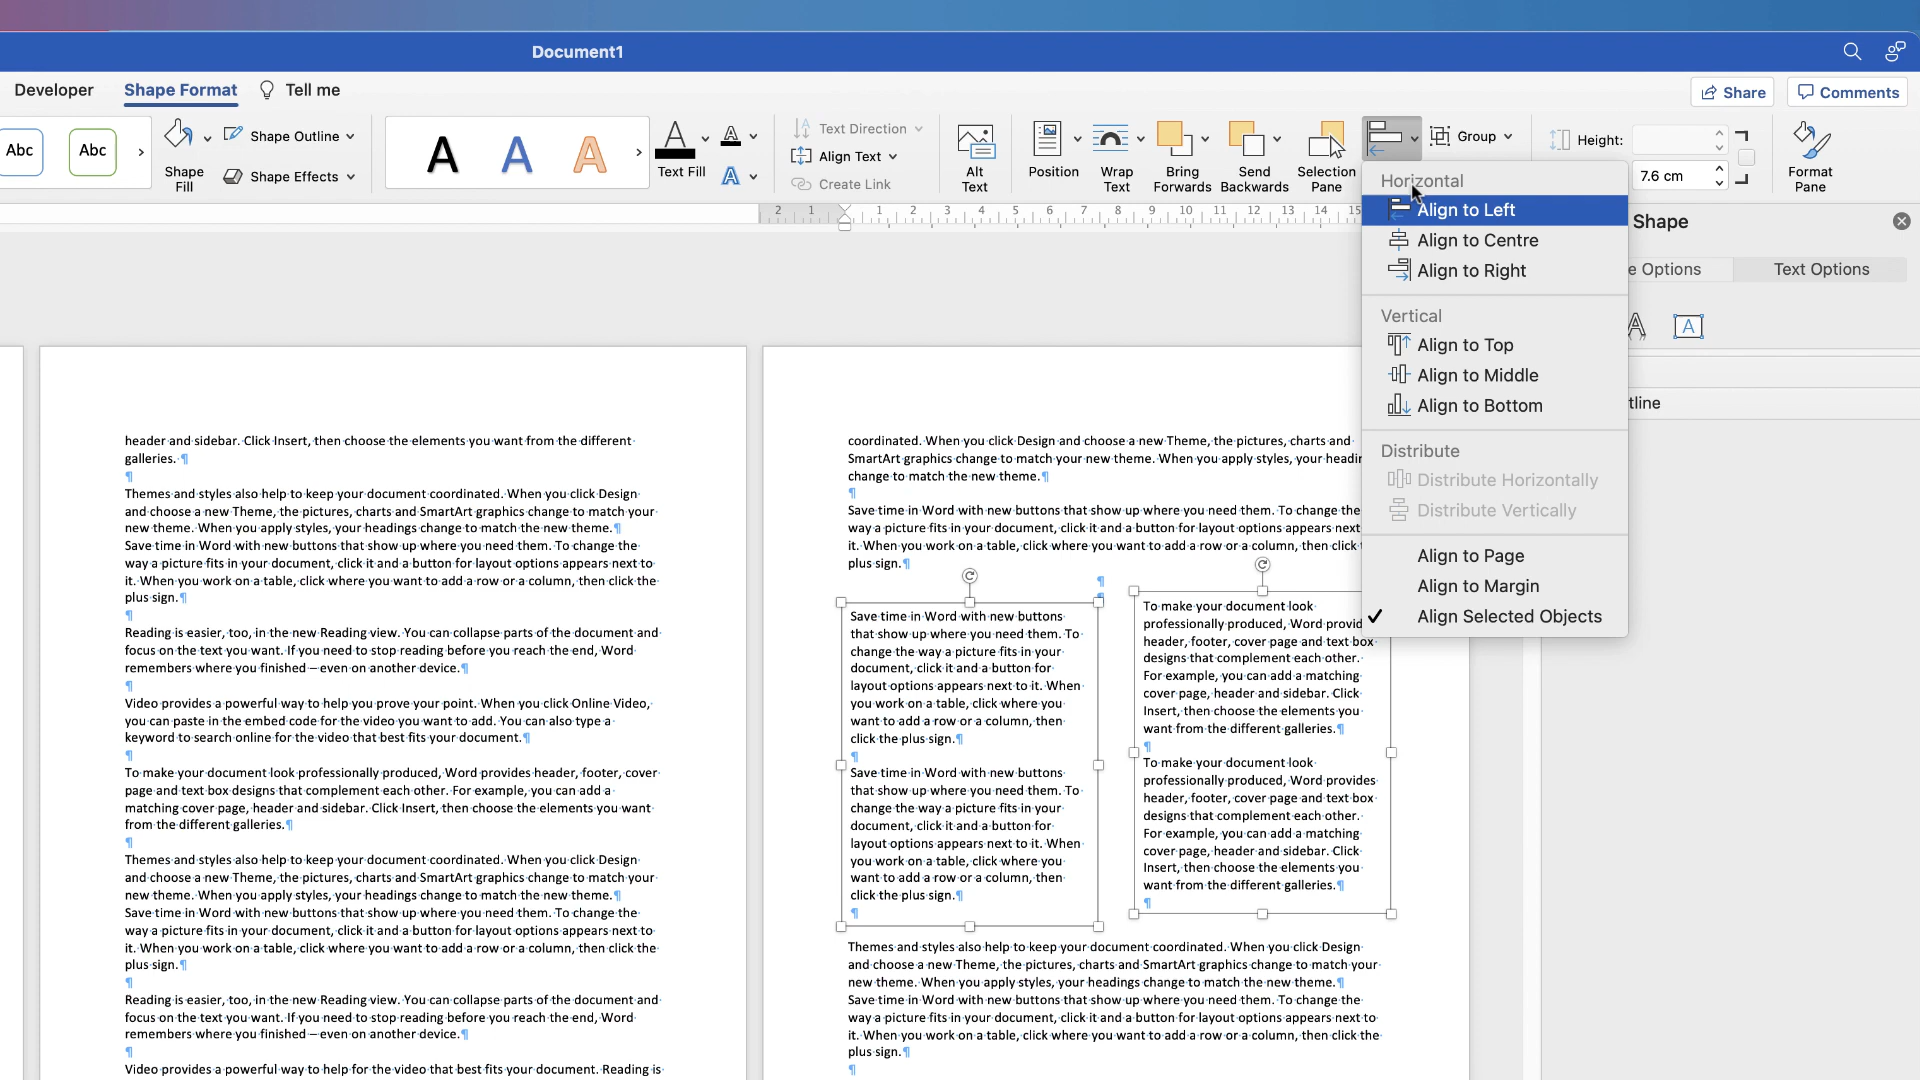 Document1
Developer
Shape Format
Tell me
Share
Comments
Abc
Abc
Shape Fill
Shape Outline
Shape Effects
A
A
A
Text Fill
A
A
A
Text Direction
Align Text
Create Link
Alt Text
Position
Wrap Text
Bring Forwards
Send Backwards
Selection Pane
Group
Height:
7.6 cm
Format Pane
2 1 1 2 3 4 5 6 7 8 9 10 11 12 13 14 15
Horizontal
Align to Left
Align to Centre
Align to Right
Vertical
Align to Top
Align to Middle
Align to Bottom
Distribute
Distribute Horizontally
Distribute Vertically
Align to Page
Align to Margin
Align Selected Objects
Shape
e Options
Text Options
A
A
tline
header and sidebar. Click Insert, then choose the elements you want from the different
galleries. ¶
¶
Themes and styles also help to keep your document coordinated. When you click Design
and choose a new Theme, the pictures, charts and SmartArt graphics change to match your
new theme. When you apply styles, your headings change to match the new theme.¶
Save time in Word with new buttons that show up where you need them. To change the
way a picture fits in your document, click it and a button for layout options appears next to
it. When you work on a table, click where you want to add a row or a column, then click the
plus sign.¶
¶
Reading is easier, too, in the new Reading view. You can collapse parts of the document and
focus on the text you want. If you need to stop reading before you reach the end, Word
remembers where you finished – even on another device.¶
¶
Video provides a powerful way to help you prove your point. When you click Online Video,
you can paste in the embed code for the video you want to add. You can also type a
keyword to search online for the video that best fits your document.¶
¶
To make your document look professionally produced, Word provides header, footer, cover
page and text box designs that complement each other. For example, you can add a
matching cover page, header and sidebar. Click Insert, then choose the elements you want
from the different galleries.¶
¶
Themes and styles also help to keep your document coordinated. When you click Design
and choose a new Theme, the pictures, charts and SmartArt graphics change to match your
new theme. When you apply styles, your headings change to match the new theme.¶
Save time in Word with new buttons that show up where you need them. To change the
way a picture fits in your document, click it and a button for layout options appears next to
it. When you work on a table, click where you want to add a row or a column, then click the
plus sign.¶
¶
Reading is easier, too, in the new Reading view. You can collapse parts of the document and
focus on the text you want. If you need to stop reading before you reach the end, Word
remembers where you finished – even on another device.¶
¶
Video provides a powerful way to help for the video that best fits your document. Reading is
coordinated. When you click Design and choose a new Theme, the pictures, charts and
SmartArt graphics change to match your new theme. When you apply styles, your headin
change to match the new theme.¶
¶
Save time in Word with new buttons that show up where you need them. To change the
way a picture fits in your document, click it and a button for layout options appears next
it. When you work on a table, click where you want to add a row or a column, then click
plus sign.¶
¶
¶
Save time in Word with new buttons
that show up where you need them. To
change the way a picture fits in your
document, click it and a button for
layout options appears next to it. When
you work on a table, click where you
want to add a row or a column, then
click the plus sign.¶
¶
Save time in Word with new buttons
that show up where you need them. To
change the way a picture fits in your
document, click it and a button for
layout options appears next to it. When
you work on a table, click where you
want to add a row or a column, then
click the plus sign.¶
¶
To make your document look
professionally produced, Word provid
header, footer, cover page and text box
designs that complement each other.
For example, you can add a matching
cover page, header and sidebar. Click
Insert, then choose the elements you
want from the different galleries.¶
¶
To make your document look
professionally produced, Word provides
header, footer, cover page and text box
designs that complement each other.
For example, you can add a matching
cover page, header and sidebar. Click
Insert, then choose the elements you
want from the different galleries.¶
¶
Themes and styles also help to keep your document coordinated. When you click Design
and choose a new Theme, the pictures, charts and SmartArt graphics change to match your
new theme. When you apply styles, your headings change to match the new theme.¶
Save time in Word with new buttons that show up where you need them. To change the
way a picture fits in your document, click it and a button for layout options appears next to
it. When you work on a table, click where you want to add a row or a column, then click the
plus sign.¶
¶